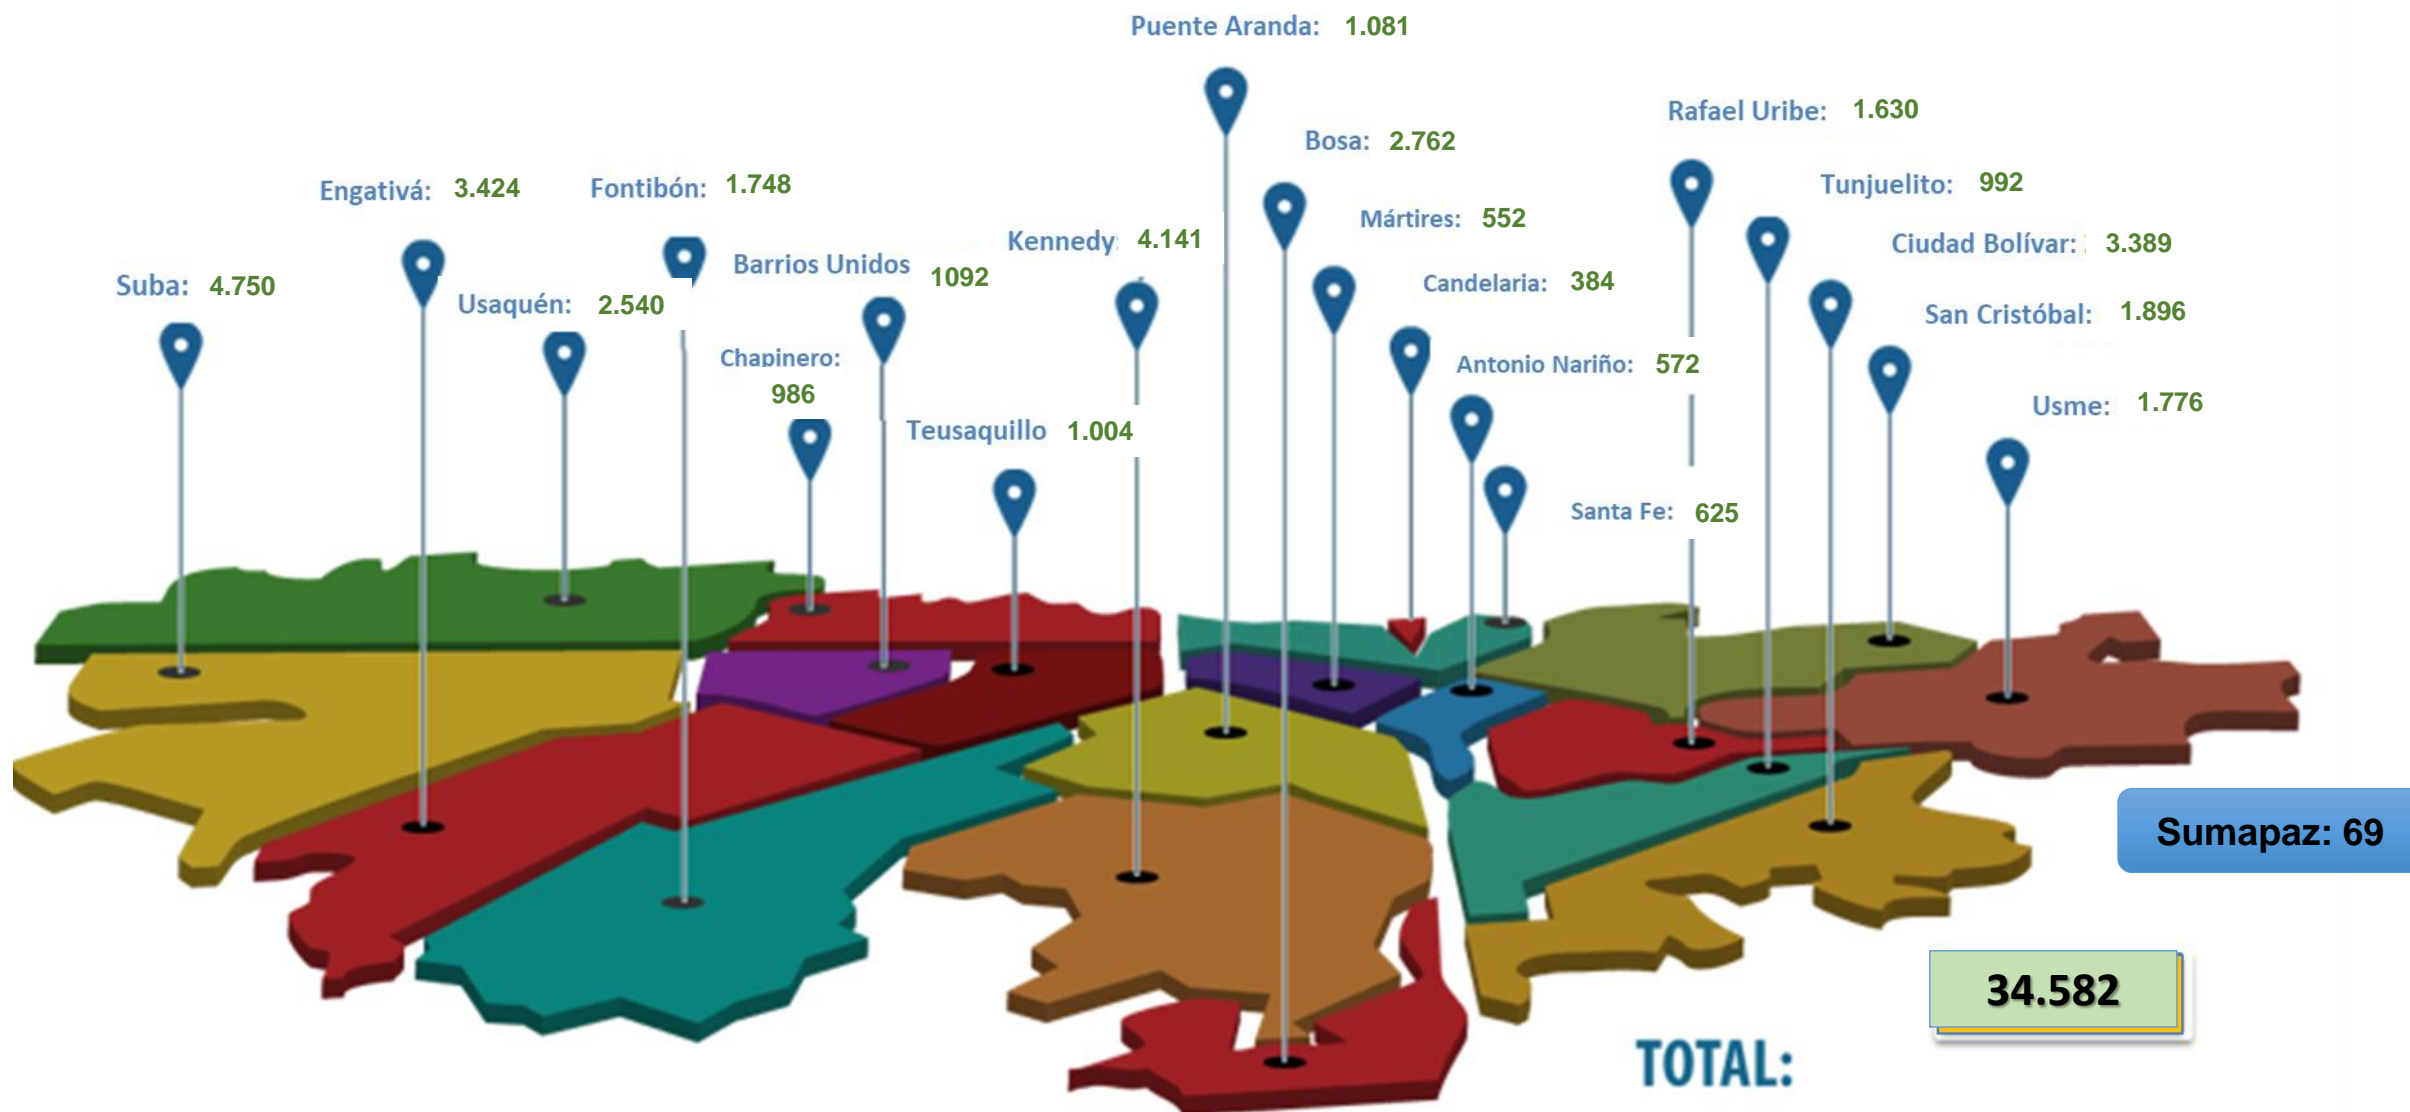 Puente Aranda: 1.081
Rafael Uribe: 1.630
Bosa: 2.762
Tunjuelito: 992
Engativá: 3.424
Fontibón: 1.748
Mártires: 552
Kennedy: 4.141
Ciudad Bolívar: 3.389
Barrios Unidos 1092
Suba: 4.750
Candelaria: 384
Usaquén: 2.540
San Cristóbal: 1.896
Chapinero:
986
Antonio Nariño: 572
Usme: 1.776
Teusaquillo 1.004
Santa Fe: 625
Sumapaz: 69
34.582
TOTAL: